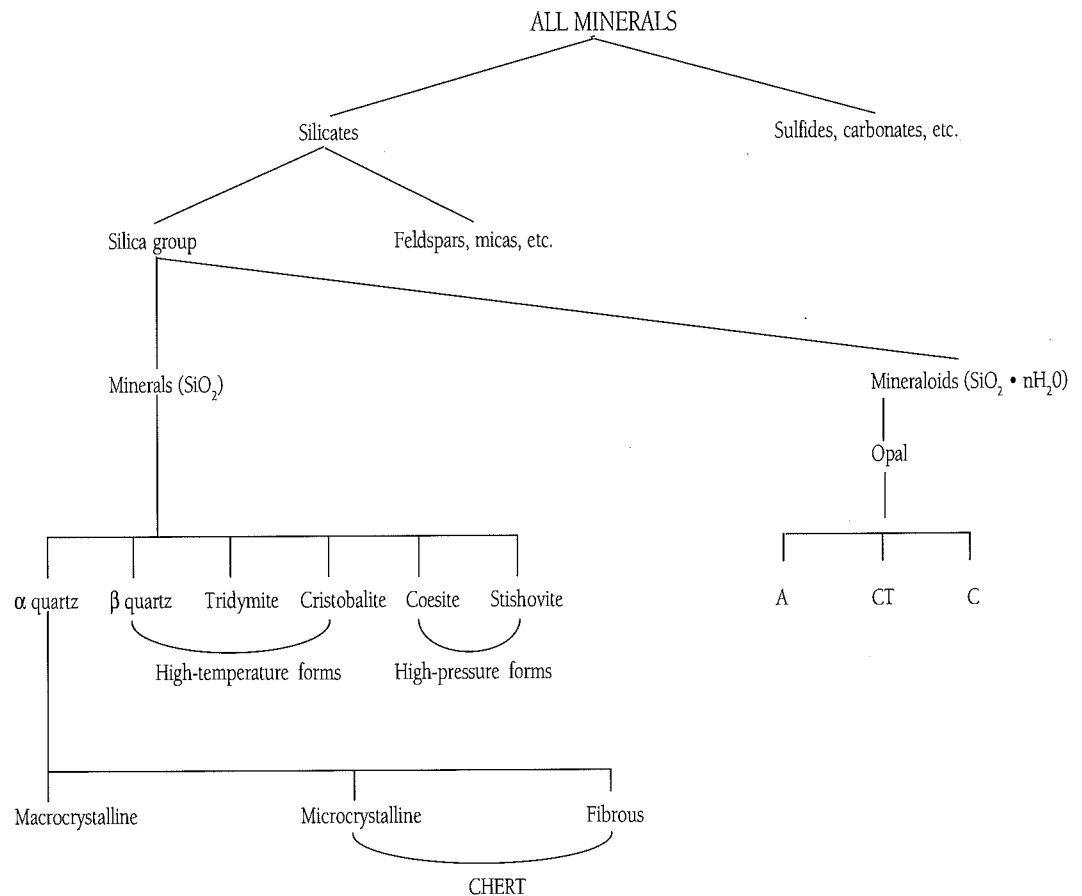 ALL MINERALS
Silicates
Sulfides, carbonates, etc.
Silica group
Feldspars, micas, etc.
Minerals (SiO₂)
Mineraloids (SiO₂ • nH₂0)
Opal
α quartz
β quartz
Tridymite
Cristobalite
Coesite
Stishovite
A
CT
C
High-temperature forms
High-pressure forms
Macrocrystalline
Microcrystalline
Fibrous
CHERT